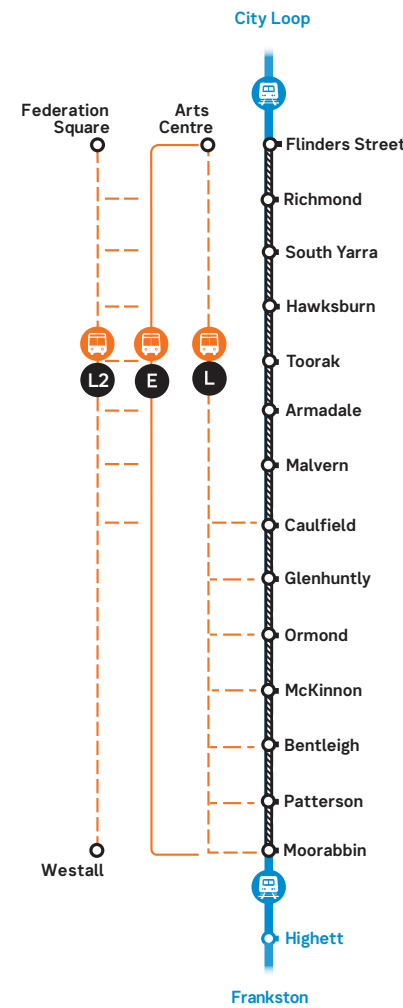 City Loop
Federation
Square
Arts
Centre
Flinders Street
Richmond
South Yarra
Hawksburn
Toorak
L2
E
L
Armadale
Malvern
Caulfield
Glenhuntly
Ormond
McKinnon
Bentleigh
Patterson
Moorabbin
Westall
Highett
Frankston